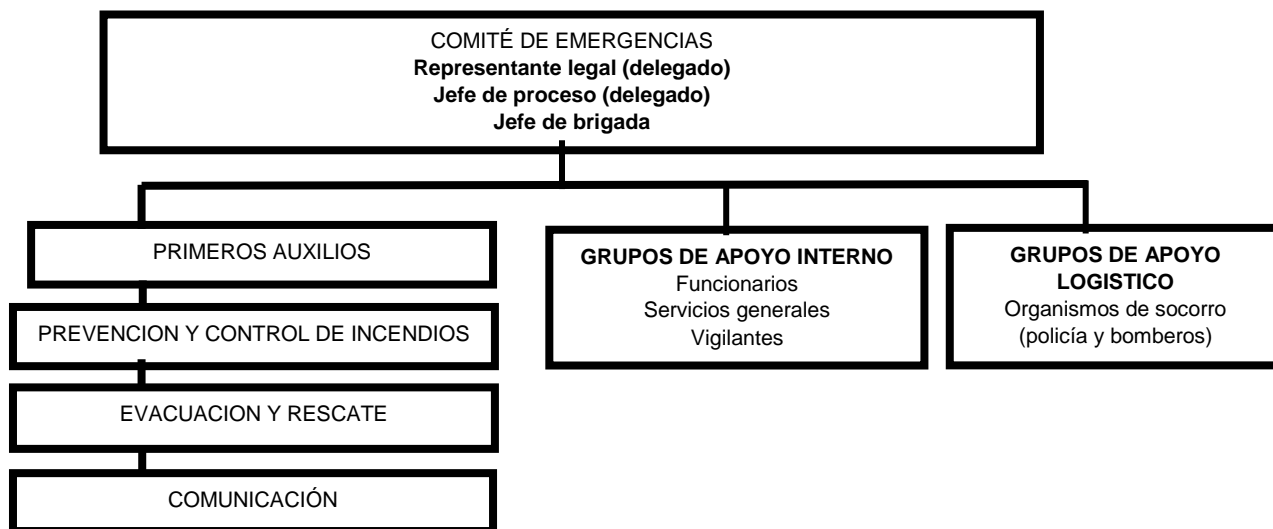 COMITÉ DE EMERGENCIAS
Representante legal (delegado)
Jefe de proceso (delegado)
Jefe de brigada
PRIMEROS AUXILIOS
PREVENCION Y CONTROL DE INCENDIOS
EVACUACION Y RESCATE
COMUNICACIÓN
GRUPOS DE APOYO INTERNO
Funcionarios
Servicios generales
Vigilantes
GRUPOS DE APOYO
LOGISTICO
Organismos de socorro
(policía y bomberos)